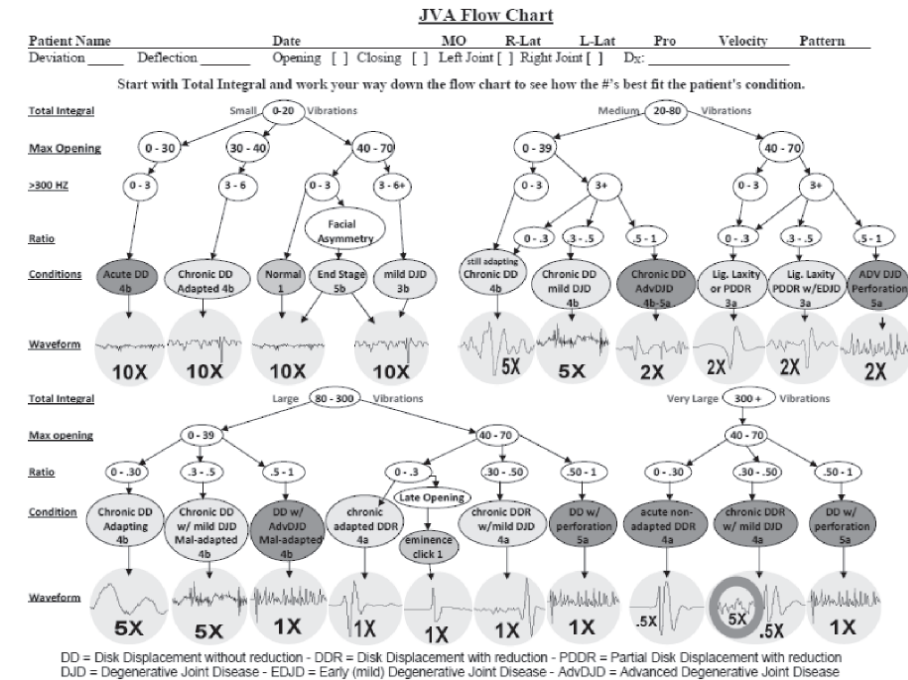 JVA Flow Chart
Patient Name Date MO R-Lat L-Lat Pro Velocity Pattern
Deviation Deflection Opening [ ] Closing [ ] Left Joint [ ] Right Joint [ ] Dx:
Start with Total Integral and work your way down the flow chart to see how the #'s best fit the patient's condition.
Total Integral Small 0-20 Vibrations Medium 20-80 Vibrations
Max Opening 0 - 30 30 - 40 40 - 70 0 - 39 40 - 70
>300 HZ 0 - 3 3 - 6 0 - 3 3 - 6+ 0 - 3 3+ 0 - 3 3+
Facial
Asymmetry
Ratio 0 - .3 .3 - .5 .5 - 1 0 - .3 .3 - .5 .5 - 1
Conditions
Acute DD
4b
Chronic DD
Adapted 4b
Normal
1
End Stage
5b
mild DJD
3b
still adapting
Chronic DD
4b
Chronic DD
mild DJD
4b
Chronic DD
AdvDJD
4b-5a
Lig. Laxity
or PDDR
3a
Lig. Laxity
PDDR w/EDJD
3a
ADV DJD
Perforation
5a
Waveform
10X 10X 10X 10X 5X 5X 2X 2X 2X 2X
Total Integral Large 80 - 300 Vibrations Very Large 300 + Vibrations
Max opening 0 - 39 40 - 70 40 - 70
Ratio 0 - .30 .3 - .5 .5 - 1 0 - .3 .30 - .50 .50 - 1 0 - .30 .30 - .50 .50 - 1
Late Opening
Condition
Chronic DD
Adapting
4b
Chronic DD
w/ mild DJD
Mal-adapted
4b
DD w/
AdvDJD
Mal-adapted
4b
chronic
adapted DDR
4a
eminence
click 1
chronic DDR
w/mild DJD
4a
DD w/
perforation
5a
acute non-
adapted DDR
4a
chronic DDR
w/ mild DJD
4a
DD w/
perforation
5a
Waveform
5X 5X 1X 1X 1X 1X 1X .5X 5X .5X 1X
DD = Disk Displacement without reduction - DDR = Disk Displacement with reduction - PDDR = Partial Disk Displacement with reduction
DJD = Degenerative Joint Disease - EDJD = Early (mild) Degenerative Joint Disease - AdvDJD = Advanced Degenerative Joint Disease